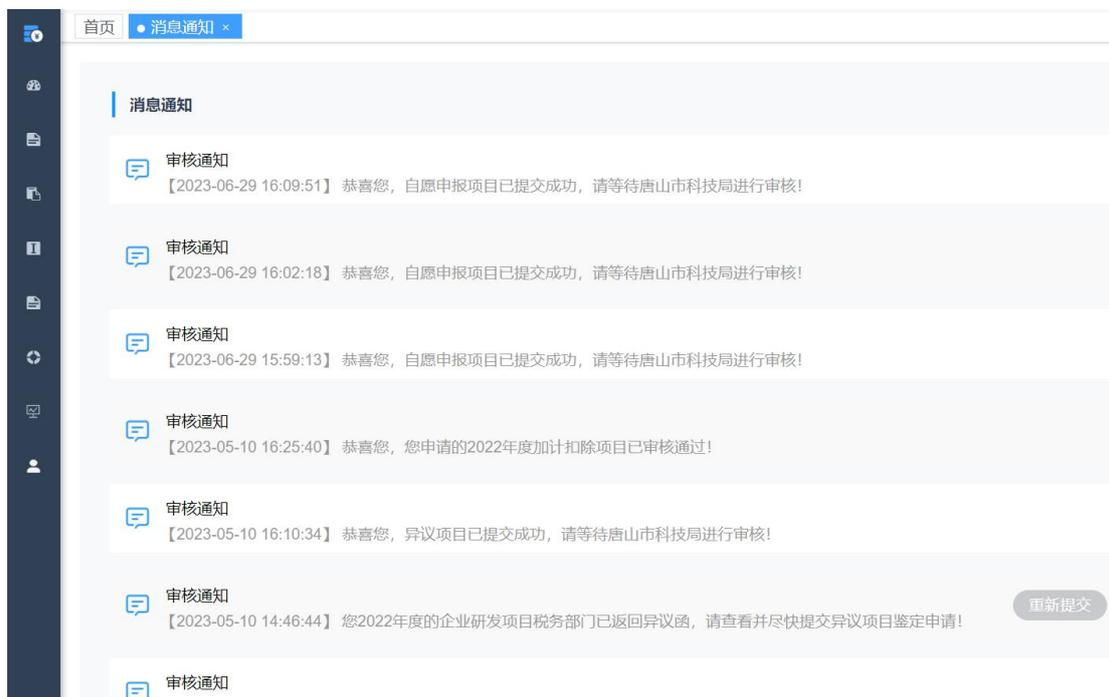 首页
消息通知 ×
消息通知
审核通知
【2023-06-29 16:09:51】 恭喜您，自愿申报项目已提交成功，请等待唐山市科技局进行审核！
审核通知
【2023-06-29 16:02:18】 恭喜您，自愿申报项目已提交成功，请等待唐山市科技局进行审核！
审核通知
【2023-06-29 15:59:13】 恭喜您，自愿申报项目已提交成功，请等待唐山市科技局进行审核！
审核通知
【2023-05-10 16:25:40】 恭喜您，您申请的2022年度加计扣除项目已审核通过！
审核通知
【2023-05-10 16:10:34】 恭喜您，异议项目已提交成功，请等待唐山市科技局进行审核！
审核通知
【2023-05-10 14:46:44】 您2022年度的企业研发项目税务部门已返回异议函，请查看并尽快提交异议项目鉴定申请！
重新提交
审核通知